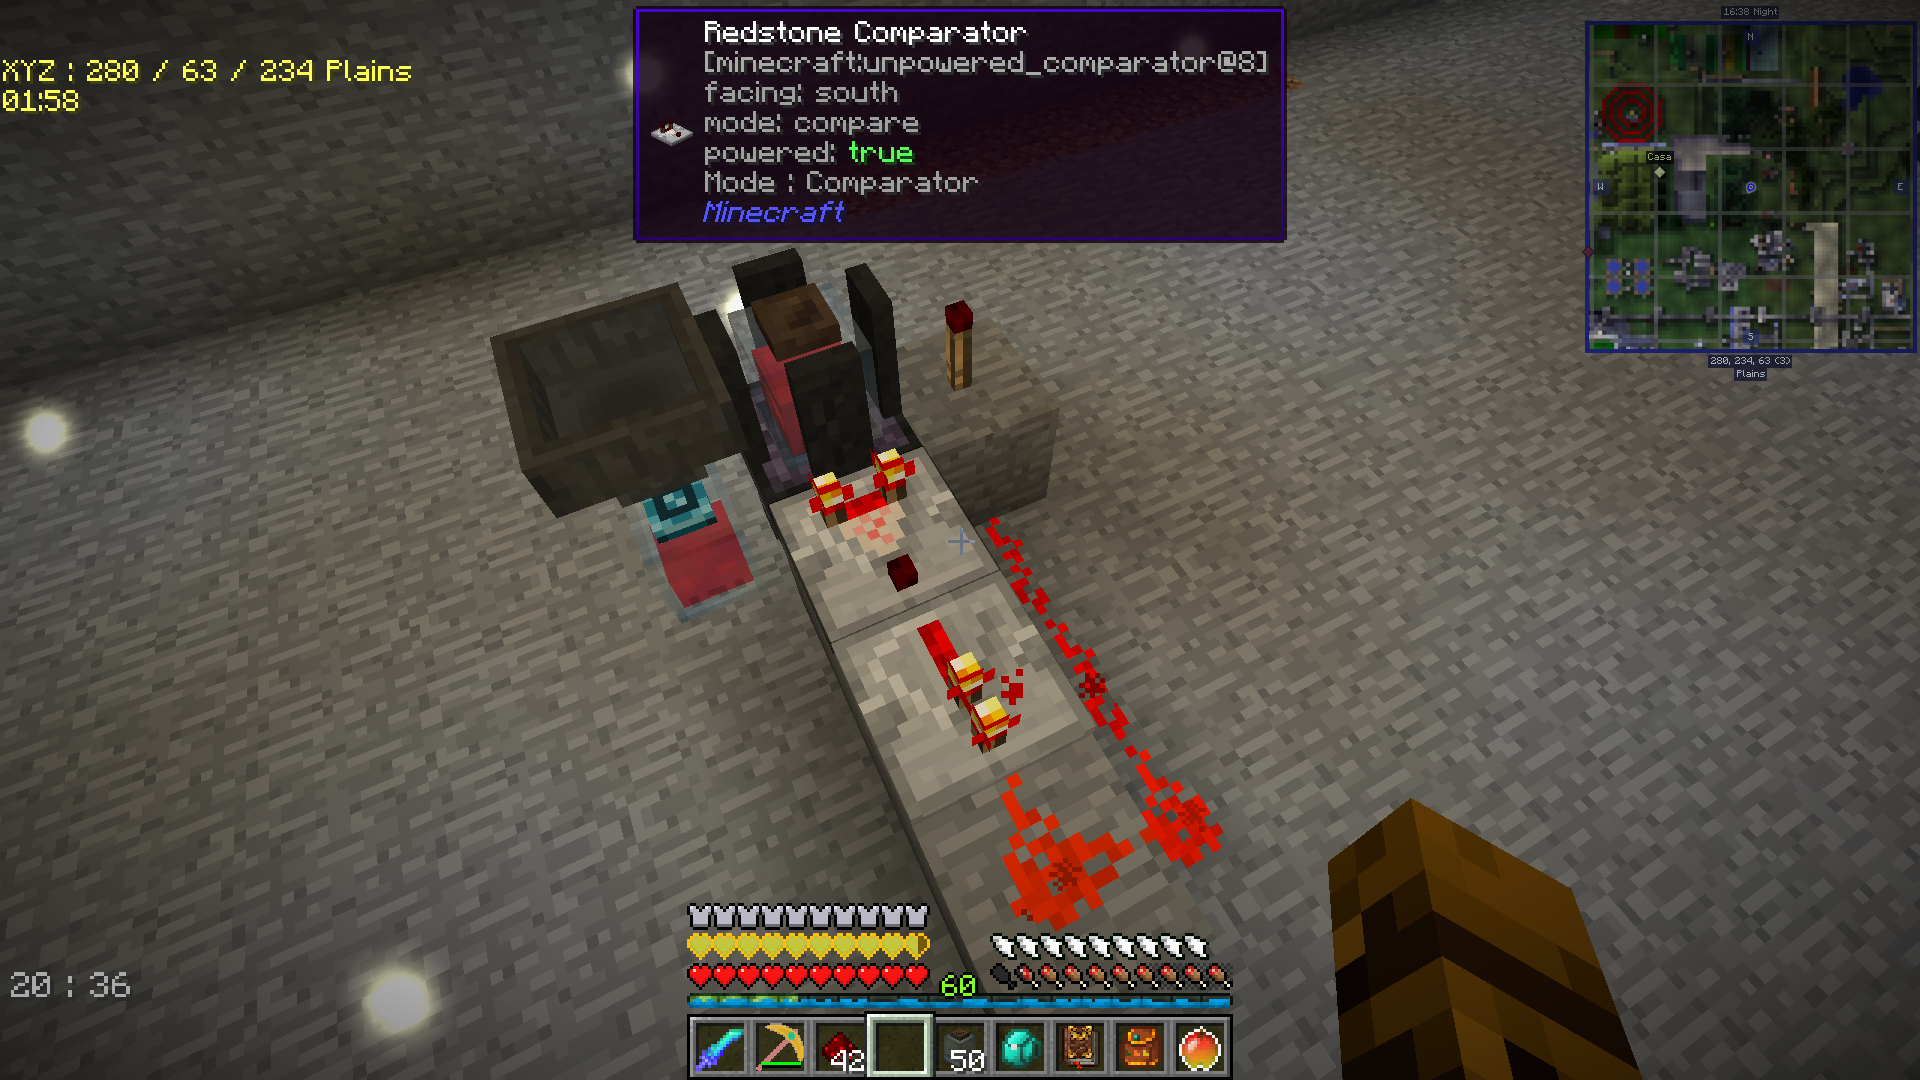 16:38 Night
Redstone Comparator
[minecraft:unpowered_comparator@8]
facing: south
mode: compare
powered: true
Mode : Comparator
Minecraft
XYZ : 280 / 63 / 234 Plains
01:58
N
Casa
W
E
S
280, 234, 63 (3)
Plains
20 : 36
60
42
50